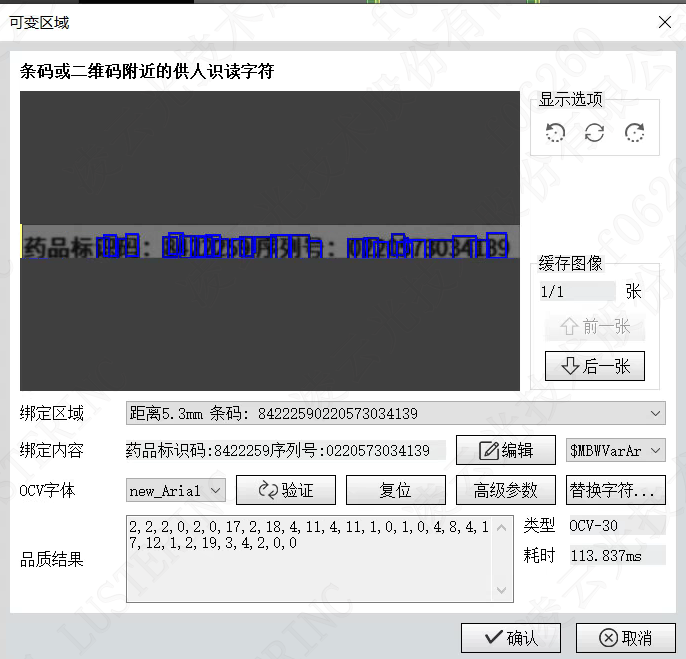 可变区域
条码或二维码附近的供人识读字符
显示选项
药品标识码: 8422259序列号: 0220573034139
缓存图像
1/1 张
前一张
后一张
绑定区域 距离5.3mm 条码: 84222590220573034139
绑定内容 药品标识码:8422259序列号:0220573034139 编辑 $MBWVarAr
OCV字体 new_Arial 验证 复位 高级参数 替换字符...
品质结果
2,2,2,0,2,0,17,2,18,4,11,4,11,1,0,1,0,4,8,4,1
7,12,1,2,19,3,4,2,0,0
类型 OCV-30
耗时 113.837ms
确认 取消